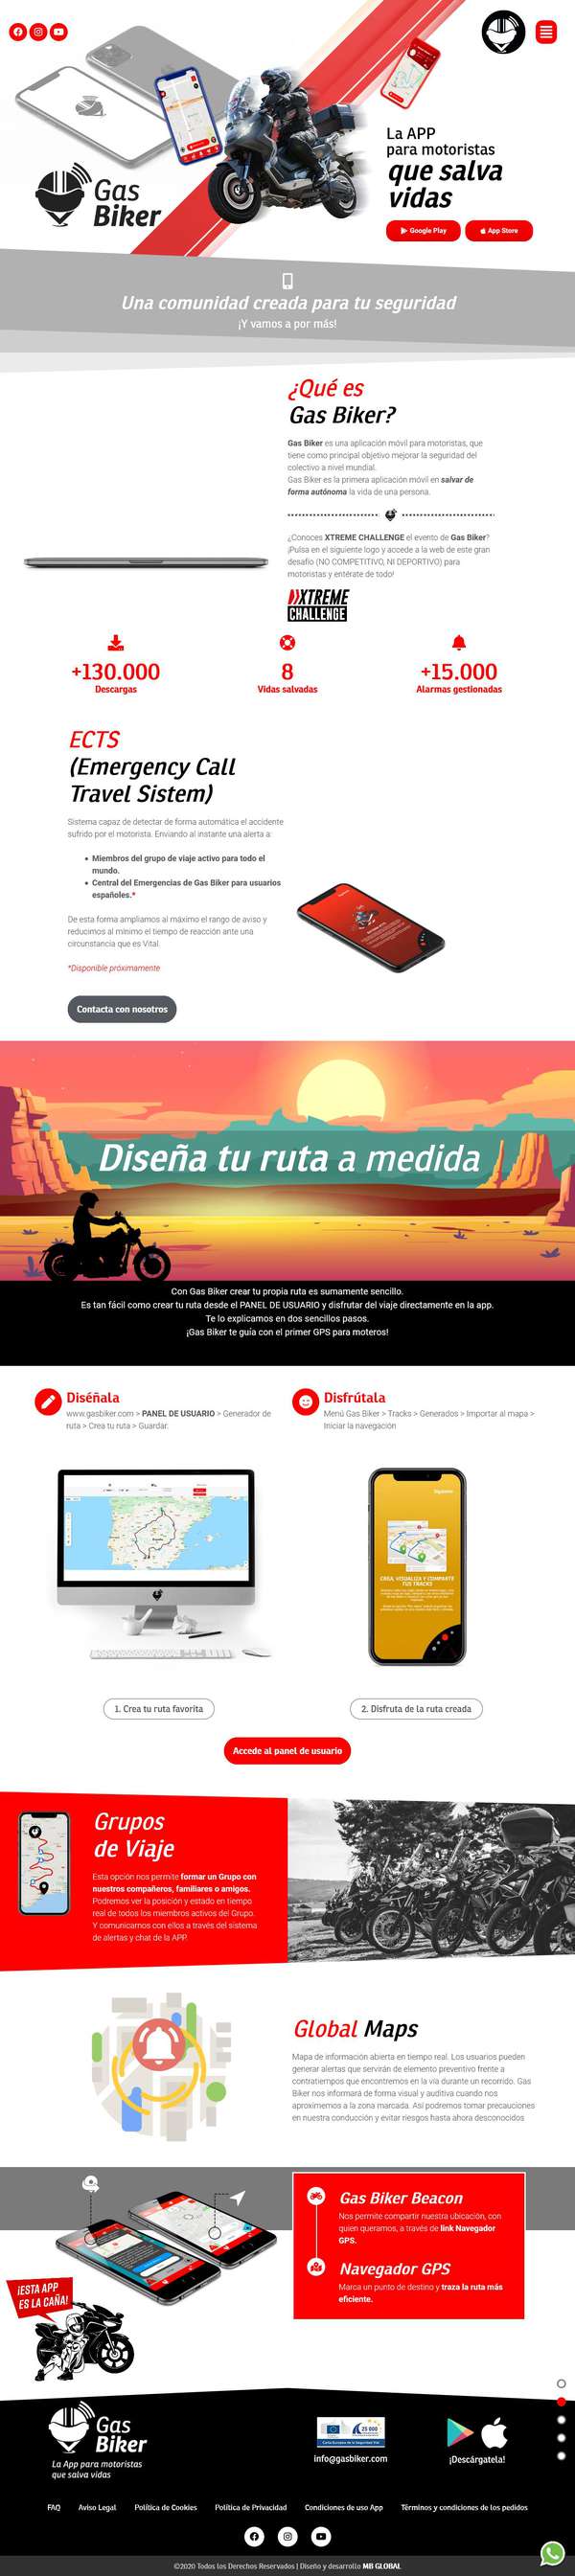 La APP
para motoristas
que salva
vidas
Gas
Biker
Google Play
App Store
Una comunidad creada para tu seguridad
¡Y vamos a por más!
¿Qué es
Gas Biker?
Gas Biker es una aplicación móvil para motoristas, que
tiene como principal objetivo mejorar la seguridad del
colectivo a nivel mundial.
Gas Biker es la primera aplicación móvil en salvar de
forma autónoma la vida de una persona.
¿Conoces XTREME CHALLENGE el evento de Gas Biker?
¡Pulsa en el siguiente logo y accede a la web de este gran
desafío (NO COMPETITIVO, NI DEPORTIVO) para
motoristas y entérate de todo!
XTREME
CHALLENGE
+130.000
Descargas
8
Vidas salvadas
+15.000
Alarmas gestionadas
ECTS
(Emergency Call
Travel Sistem)
Sistema capaz de detectar de forma automática el accidente
sufrido por el motorista. Enviando al instante una alerta a:
Miembros del grupo de viaje activo para todo el
mundo.
Central del Emergencias de Gas Biker para usuarios
españoles.*
De esta forma ampliamos al máximo el rango de aviso y
reducimos al mínimo el tiempo de reacción ante una
circunstancia que es Vital.
*Disponible próximamente
Contacta con nosotros
Diseña tu ruta a medida
Con Gas Biker crear tu propia ruta es sumamente sencillo.
Es tan fácil como crear tu ruta desde el PANEL DE USUARIO y disfrutar del viaje directamente en la app.
Te lo explicamos en dos sencillos pasos.
¡Gas Biker te guía con el primer GPS para moteros!
Diséñala
www.gasbiker.com > PANEL DE USUARIO > Generador de
ruta > Crea tu ruta > Guardar.
Disfrútala
Menú Gas Biker > Tracks > Generados > Importar al mapa >
Iniciar la navegación
CREA, VISUALIZA Y COMPARTE
TUS TRACKS
1. Crea tu ruta favorita
2. Disfruta de la ruta creada
Accede al panel de usuario
Grupos
de Viaje
Esta opción nos permite formar un Grupo con
nuestros compañeros, familiares o amigos.
Podremos ver la posición y estado en tiempo
real de todos los miembros activos del Grupo.
Y comunicarnos con ellos a través del sistema
de alertas y chat de la APP.
Global Maps
Mapa de información abierta en tiempo real. Los usuarios pueden
generar alertas que servirán de elemento preventivo frente a
contratiempos que encontremos en la vía durante un recorrido. Gas
Biker nos informará de forma visual y auditiva cuando nos
aproximemos a la zona marcada. Así podremos tomar precauciones
en nuestra conducción y evitar riesgos hasta ahora desconocidos
Gas Biker Beacon
Nos permite compartir nuestra ubicación, con
quien queramos, a través de link Navegador
GPS.
Navegador GPS
Marca un punto de destino y traza la ruta más
eficiente.
¡ESTA APP
ES LA CAÑA!
Gas
Biker
La App para motoristas
que salva vidas
25 000
info@gasbiker.com
¡Descárgatela!
FAQ
Aviso Legal
Política de Cookies
Política de Privacidad
Condiciones de uso App
Términos y condiciones de los pedidos
©2020 Todos los Derechos Reservados | Diseño y desarrollo MB GLOBAL